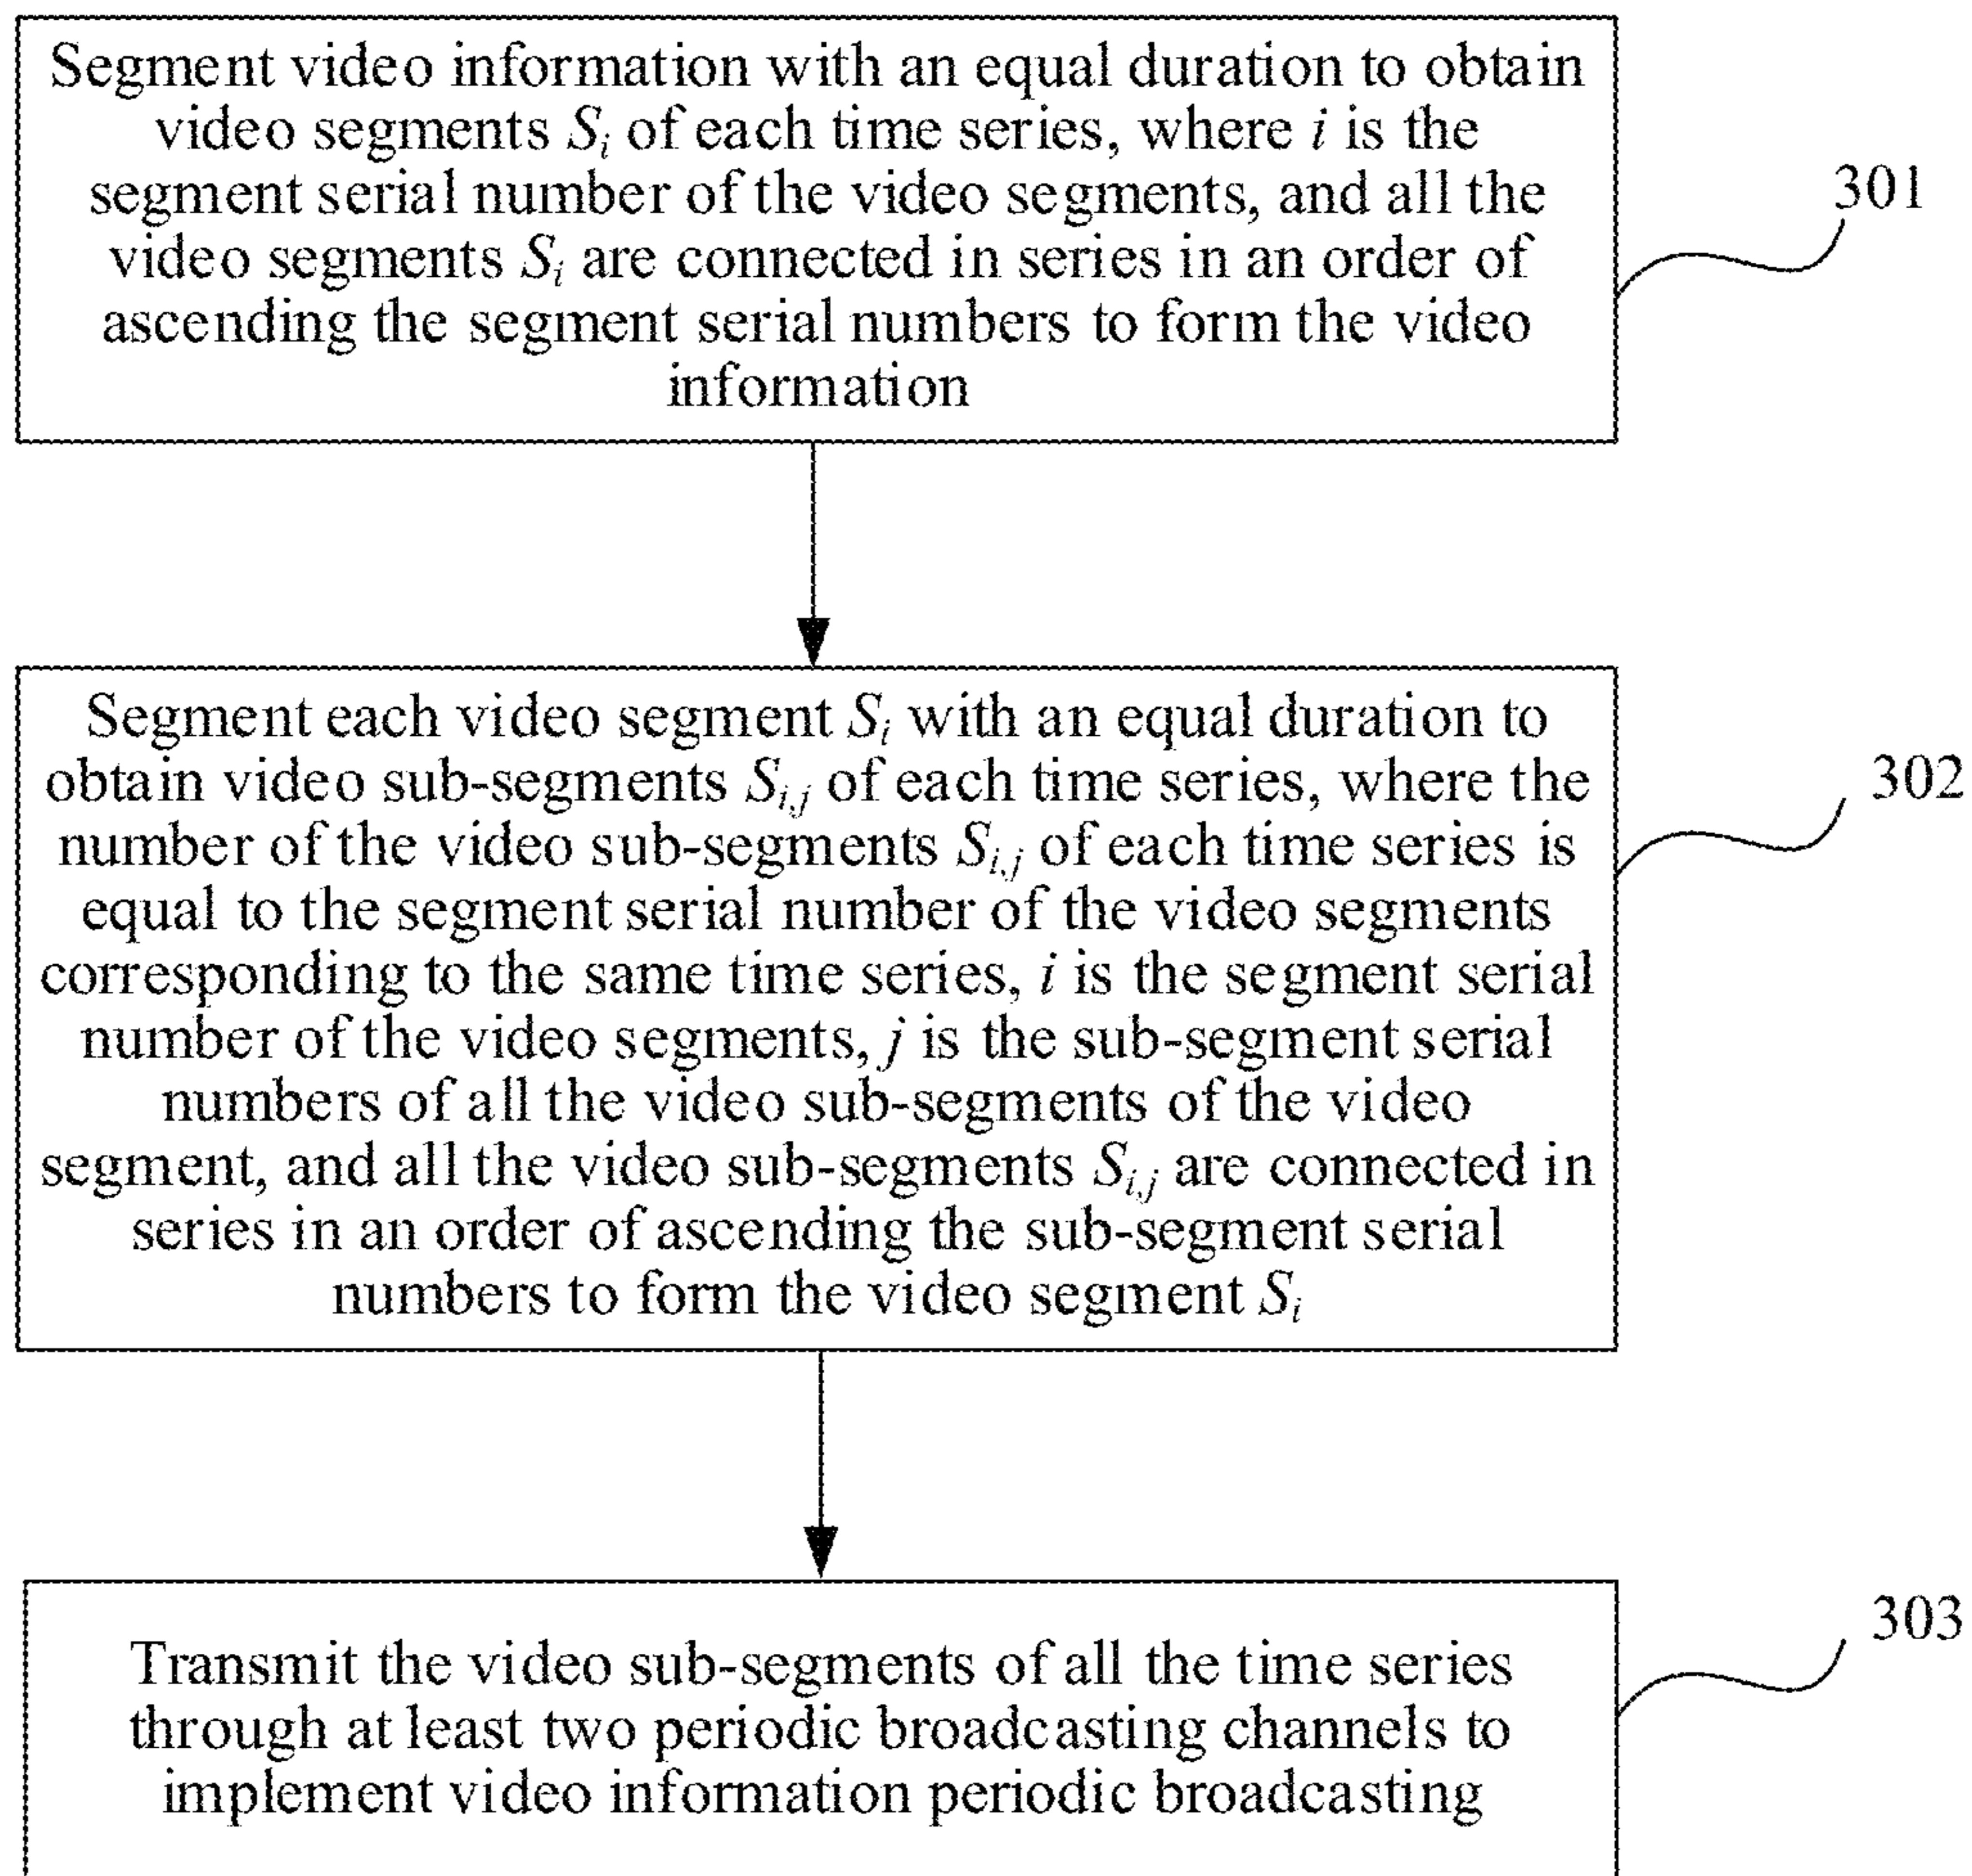 Segment video information with an equal duration to obtain
video segments Si of each time series, where i is the
segment serial number of the video segments, and all the
video segments Si are connected in series in an order of
ascending the segment serial numbers to form the video
information
301
Segment each video segment Si with an equal duration to
obtain video sub-segments Si,j of each time series, where the
number of the video sub-segments Si,j of each time series is
equal to the segment serial number of the video segments
corresponding to the same time series, i is the segment serial
number of the video segments, j is the sub-segment serial
numbers of all the video sub-segments of the video
segment, and all the video sub-segments Si,j are connected in
series in an order of ascending the sub-segment serial
numbers to form the video segment Si
302
Transmit the video sub-segments of all the time series
through at least two periodic broadcasting channels to
implement video information periodic broadcasting
303